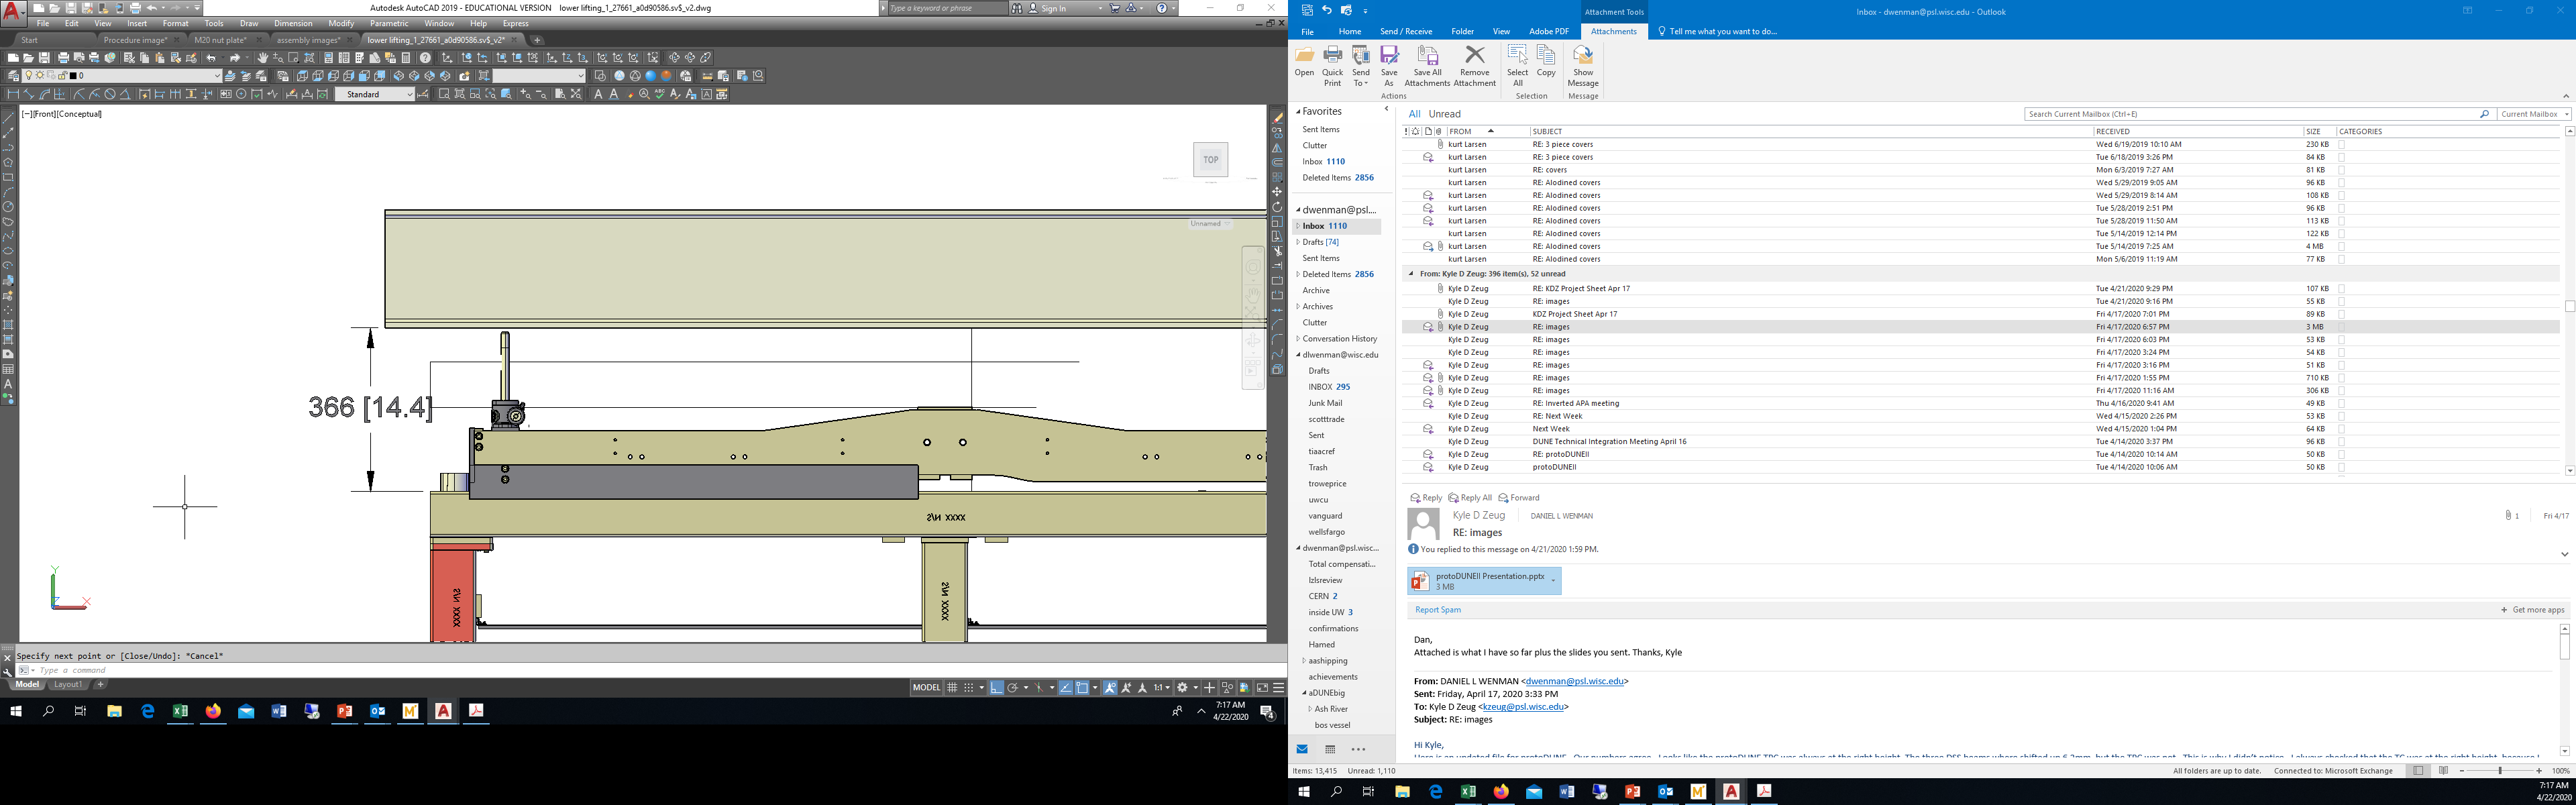 Autodesk AutoCAD 2019 - EDUCATIONAL VERSION lower lifting_1_27661_a0d90586.sv$_v2.dwg
Type a keyword or phrase
Sign In
File Edit View Insert Format Tools Draw Dimension Modify Parametric Window Help Express
Start Procedure image* M20 nut plate* assembly images* lower lifting_1_27661_a0d90586.sv$_v2*
0
Standard
[−][Front][Conceptual]
TOP
Unnamed
366 [14.4]
S/N XXXX
S/N XXXX
S/N XXXX
Y
X
Specify next point or [Close/Undo]: *Cancel*
Type a command
Model Layout1 +
MODEL 1:1
7:17 AM
4/22/2020
4
Attachment Tools
Inbox - dwenman@psl.wisc.edu - Outlook
File Home Send / Receive Folder View Adobe PDF Attachments Tell me what you want to do...
Open Quick Print Send To Save As Save All Attachments Remove Attachment Select All Copy Show Message
Actions Selection Message
Favorites
Sent Items
Clutter
Inbox 1110
Deleted Items 2856
dwenman@psl....
Inbox 1110
Drafts [74]
Sent Items
Deleted Items 2856
Archive
Archives
Clutter
Conversation History
dlwenman@wisc.edu
Drafts
INBOX 295
Junk Mail
scotttrade
Sent
tiaacref
Trash
troweprice
uwcu
vanguard
wellsfargo
dwenman@psl.wisc...
Total compensati...
lzlsreview
CERN 2
inside UW 3
confirmations
Hamed
aashipping
achievements
aDUNEbig
Ash River
bos vessel
All Unread
Search Current Mailbox (Ctrl+E) Current Mailbox
FROM SUBJECT RECEIVED SIZE CATEGORIES
kurt Larsen RE: 3 piece covers Wed 6/19/2019 10:10 AM 230 KB
kurt Larsen RE: 3 piece covers Tue 6/18/2019 3:26 PM 84 KB
kurt Larsen RE: covers Mon 6/3/2019 7:27 AM 81 KB
kurt Larsen RE: Alodined covers Wed 5/29/2019 9:05 AM 96 KB
kurt Larsen RE: Alodined covers Wed 5/29/2019 8:14 AM 108 KB
kurt Larsen RE: Alodined covers Tue 5/28/2019 2:51 PM 96 KB
kurt Larsen RE: Alodined covers Tue 5/28/2019 11:50 AM 113 KB
kurt Larsen RE: Alodined covers Tue 5/14/2019 12:14 PM 122 KB
kurt Larsen RE: Alodined covers Tue 5/14/2019 7:25 AM 4 MB
kurt Larsen RE: Alodined covers Mon 5/6/2019 11:19 AM 77 KB
From: Kyle D Zeug: 396 item(s), 52 unread
Kyle D Zeug RE: KDZ Project Sheet Apr 17 Tue 4/21/2020 9:29 PM 107 KB
Kyle D Zeug RE: images Tue 4/21/2020 9:16 PM 55 KB
Kyle D Zeug KDZ Project Sheet Apr 17 Fri 4/17/2020 7:01 PM 89 KB
Kyle D Zeug RE: images Fri 4/17/2020 6:57 PM 3 MB
Kyle D Zeug RE: images Fri 4/17/2020 6:03 PM 53 KB
Kyle D Zeug RE: images Fri 4/17/2020 3:24 PM 54 KB
Kyle D Zeug RE: images Fri 4/17/2020 3:16 PM 51 KB
Kyle D Zeug RE: images Fri 4/17/2020 1:55 PM 710 KB
Kyle D Zeug RE: images Fri 4/17/2020 11:16 AM 306 KB
Kyle D Zeug RE: Inverted APA meeting Thu 4/16/2020 9:41 AM 49 KB
Kyle D Zeug RE: Next Week Wed 4/15/2020 2:26 PM 53 KB
Kyle D Zeug Next Week Wed 4/15/2020 1:04 PM 64 KB
Kyle D Zeug DUNE Technical Integration Meeting April 16 Tue 4/14/2020 3:37 PM 96 KB
Kyle D Zeug RE: protoDUNEII Tue 4/14/2020 10:14 AM 50 KB
Kyle D Zeug protoDUNEII Tue 4/14/2020 10:06 AM 50 KB
Reply Reply All Forward
Kyle D Zeug DANIEL L WENMAN 1 Fri 4/17
RE: images
You replied to this message on 4/21/2020 1:59 PM.
protoDUNEII Presentation.pptx
3 MB
Report Spam + Get more apps
Dan,
Attached is what I have so far plus the slides you sent. Thanks, Kyle
From: DANIEL L WENMAN <dwenman@psl.wisc.edu>
Sent: Friday, April 17, 2020 3:33 PM
To: Kyle D Zeug <kzeug@psl.wisc.edu>
Subject: RE: images
Hi Kyle,
Items: 13,415 Unread: 1,110 All folders are up to date. Connected to: Microsoft Exchange 100%
7:17 AM
4/22/2020